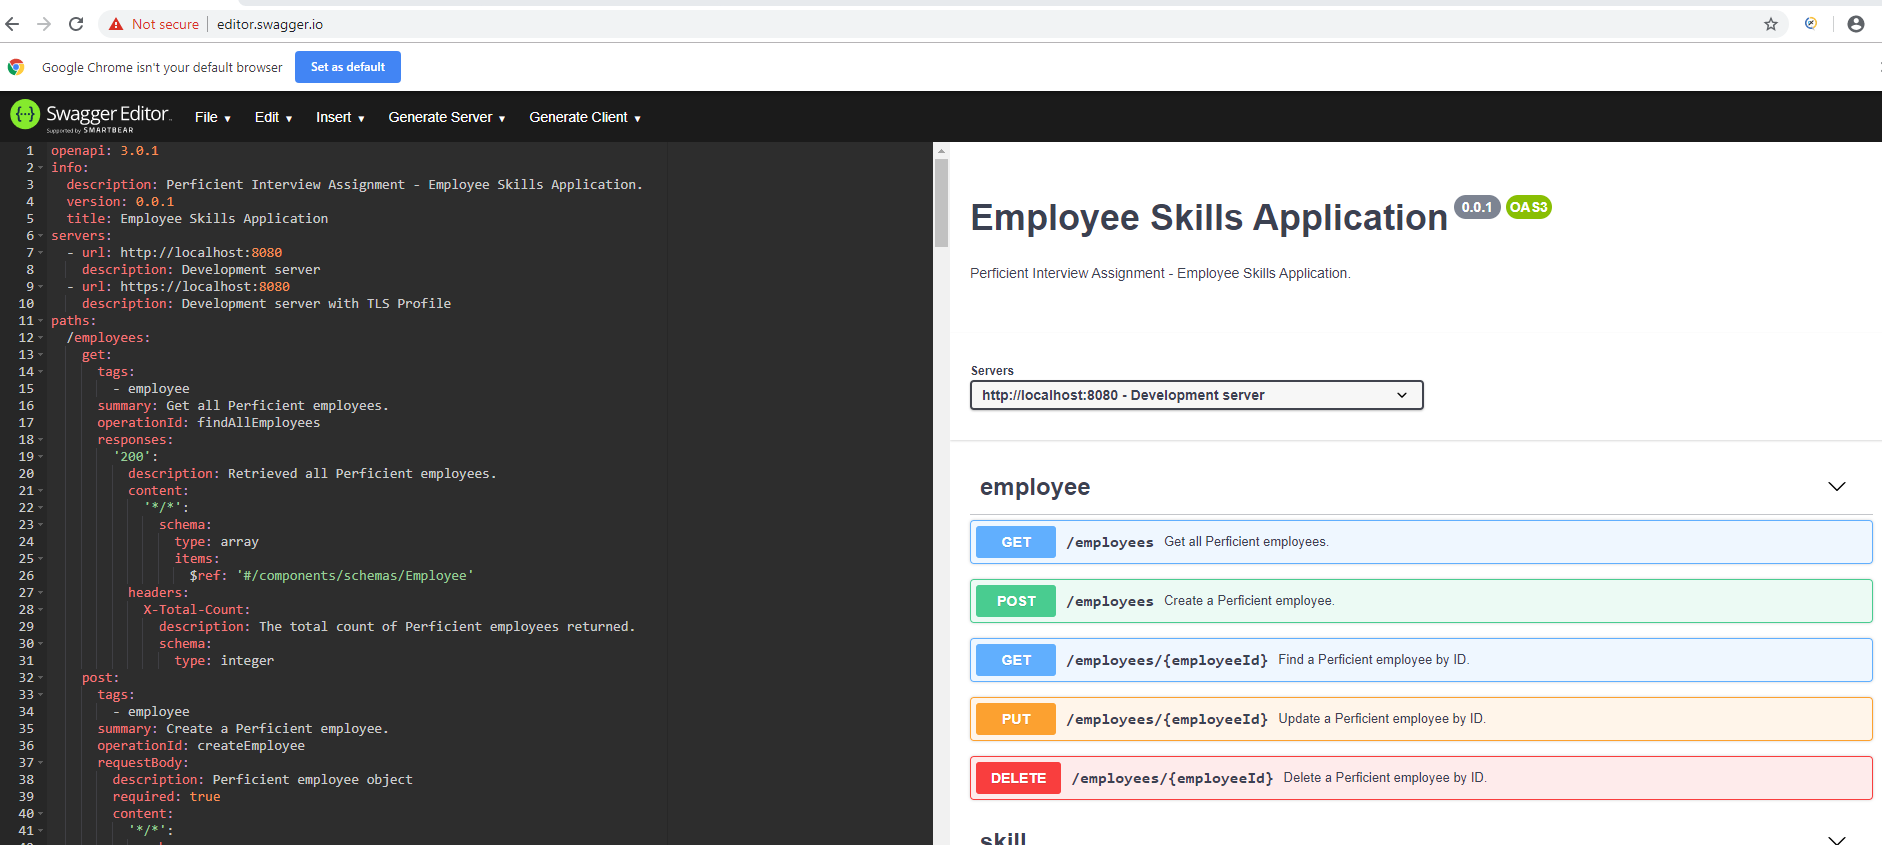 Not secure editor.swagger.io
Google Chrome isn't your default browser Set as default
Swagger Editor
Supported by SMARTBEAR
File Edit Insert Generate Server Generate Client
1 openapi: 3.0.1
2 info:
3 description: Perficient Interview Assignment - Employee Skills Application.
4 version: 0.0.1
5 title: Employee Skills Application
6 servers:
7 - url: http://localhost:8080
8 description: Development server
9 - url: https://localhost:8080
10 description: Development server with TLS Profile
11 paths:
12 /employees:
13 get:
14 tags:
15 - employee
16 summary: Get all Perficient employees.
17 operationId: findAllEmployees
18 responses:
19 '200':
20 description: Retrieved all Perficient employees.
21 content:
22 '*/*':
23 schema:
24 type: array
25 items:
26 $ref: '#/components/schemas/Employee'
27 headers:
28 X-Total-Count:
29 description: The total count of Perficient employees returned.
30 schema:
31 type: integer
32 post:
33 tags:
34 - employee
35 summary: Create a Perficient employee.
36 operationId: createEmployee
37 requestBody:
38 description: Perficient employee object
39 required: true
40 content:
41 '*/*':
Employee Skills Application 0.0.1 OAS3
Perficient Interview Assignment - Employee Skills Application.
Servers
http://localhost:8080 - Development server
employee
GET /employees Get all Perficient employees.
POST /employees Create a Perficient employee.
GET /employees/{employeeId} Find a Perficient employee by ID.
PUT /employees/{employeeId} Update a Perficient employee by ID.
DELETE /employees/{employeeId} Delete a Perficient employee by ID.
skill